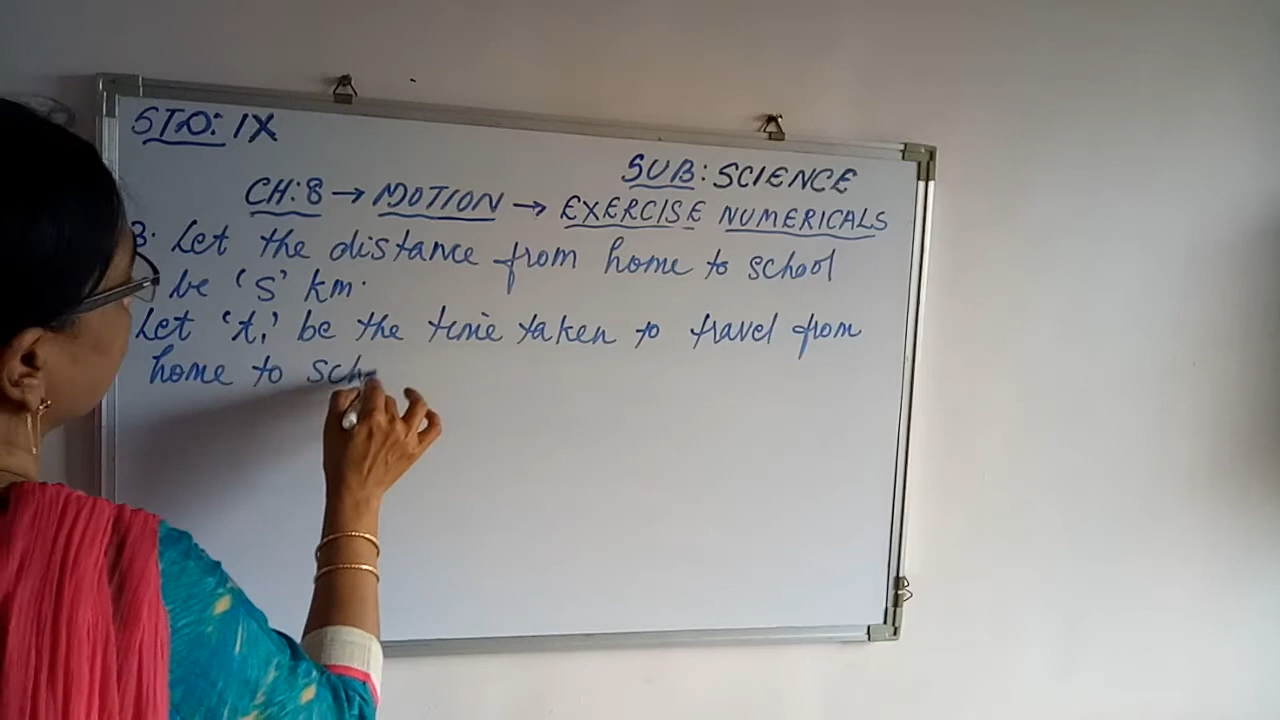 STD: IX
SUB: SCIENCE
CH:8 → MOTION → EXERCISE NUMERICALS
3. Let the distance from home to school
be 's' km.
Let 't₁' be the time taken to travel from
home to scho